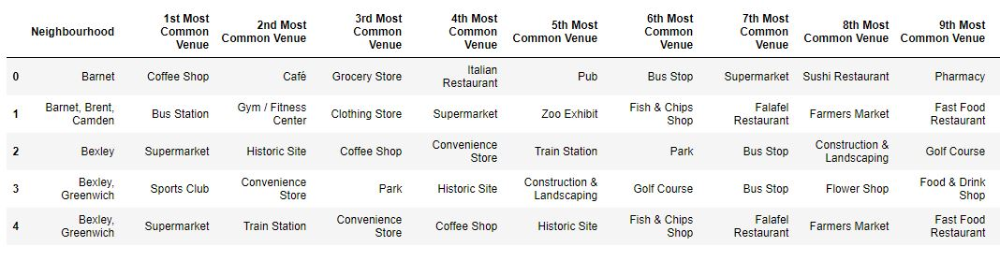 Neighbourhood 1st Most Common Venue 2nd Most Common Venue 3rd Most Common Venue 4th Most Common Venue 5th Most Common Venue 6th Most Common Venue 7th Most Common Venue 8th Most Common Venue 9th Most Common Venue
0 Barnet Coffee Shop Café Grocery Store Italian Restaurant Pub Bus Stop Supermarket Sushi Restaurant Pharmacy
1 Barnet, Brent, Camden Bus Station Gym / Fitness Center Clothing Store Supermarket Zoo Exhibit Fish & Chips Shop Falafel Restaurant Farmers Market Fast Food Restaurant
2 Bexley Supermarket Historic Site Coffee Shop Convenience Store Train Station Park Bus Stop Construction & Landscaping Golf Course
3 Bexley, Greenwich Sports Club Convenience Store Park Historic Site Construction & Landscaping Golf Course Bus Stop Flower Shop Food & Drink Shop
4 Bexley, Greenwich Supermarket Train Station Convenience Store Coffee Shop Historic Site Fish & Chips Shop Falafel Restaurant Farmers Market Fast Food Restaurant